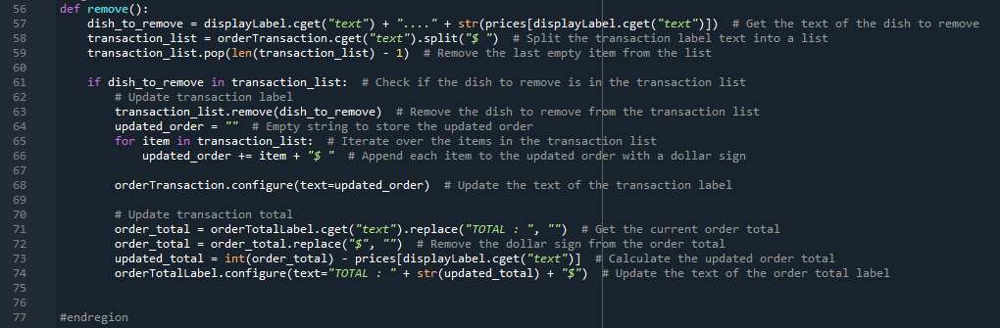 56 def remove():
57     dish_to_remove = displayLabel.cget("text") + "...." + str(prices[displayLabel.cget("text")])  # Get the text of the dish to remove
58     transaction_list = orderTransaction.cget("text").split("$ ")  # Split the transaction label text into a list
59     transaction_list.pop(len(transaction_list) - 1)  # Remove the last empty item from the list
60
61     if dish_to_remove in transaction_list:  # Check if the dish to remove is in the transaction list
62         # Update transaction label
63         transaction_list.remove(dish_to_remove)  # Remove the dish to remove from the transaction list
64         updated_order = ""  # Empty string to store the updated order
65         for item in transaction_list:  # Iterate over the items in the transaction list
66             updated_order += item + "$ "  # Append each item to the updated order with a dollar sign
67
68         orderTransaction.configure(text=updated_order)  # Update the text of the transaction label
69
70         # Update transaction total
71         order_total = orderTotalLabel.cget("text").replace("TOTAL : ", "")  # Get the current order total
72         order_total = order_total.replace("$", "")  # Remove the dollar sign from the order total
73         updated_total = int(order_total) - prices[displayLabel.cget("text")]  # Calculate the updated order total
74         orderTotalLabel.configure(text="TOTAL : " + str(updated_total) + "$")  # Update the text of the order total label
75
76
77 #endregion